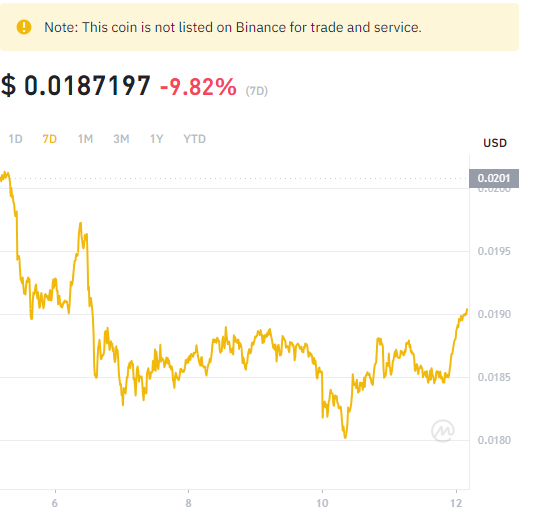 Note: This coin is not listed on Binance for trade and service.
$ 0.0187197 -9.82% (7D)
1D 7D 1M 3M 1Y YTD
USD
0.0201
0.0200
0.0195
0.0190
0.0185
0.0180
6 8 10 12